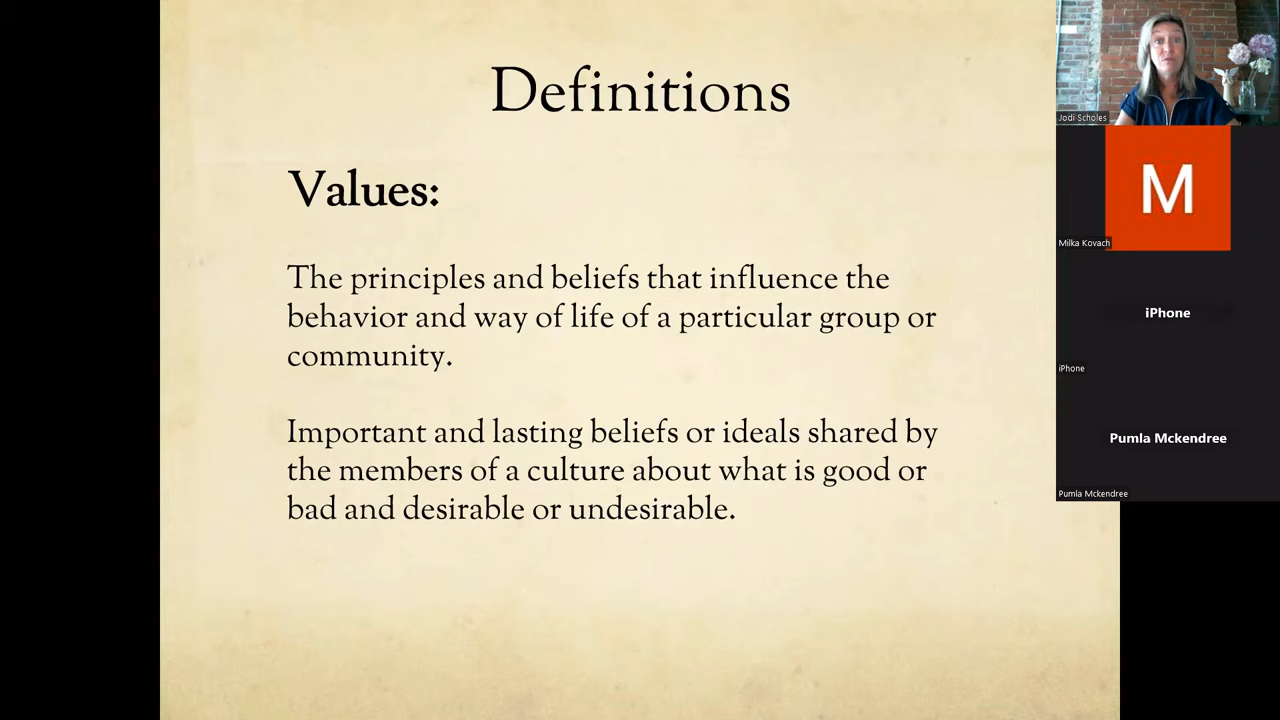 Definitions
Values:
The principles and beliefs that influence the
behavior and way of life of a particular group or
community.
Important and lasting beliefs or ideals shared by
the members of a culture about what is good or
bad and desirable or undesirable.
Jodi Scholes
M
Milka Kovach
iPhone
iPhone
Pumla Mckendree
Pumla Mckendree